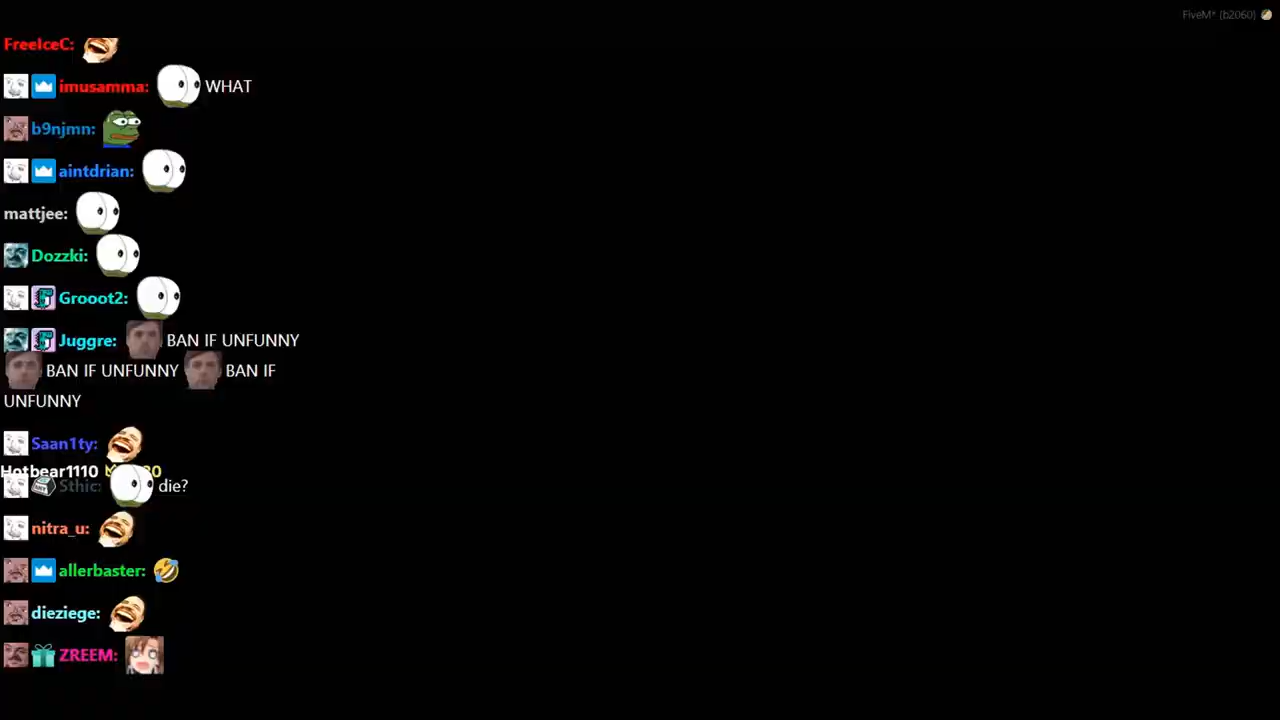 FiveM* (b2060)
FreeIceC:
imusamma: WHAT
b9njmn:
aintdrian:
mattjee:
Dozzki:
Grooot2:
Juggre: BAN IF UNFUNNY
BAN IF UNFUNNY BAN IF
UNFUNNY
Saan1ty:
Hotbear1110
Sthic: die?
nitra_u:
allerbaster:
dieziege:
ZREEM: